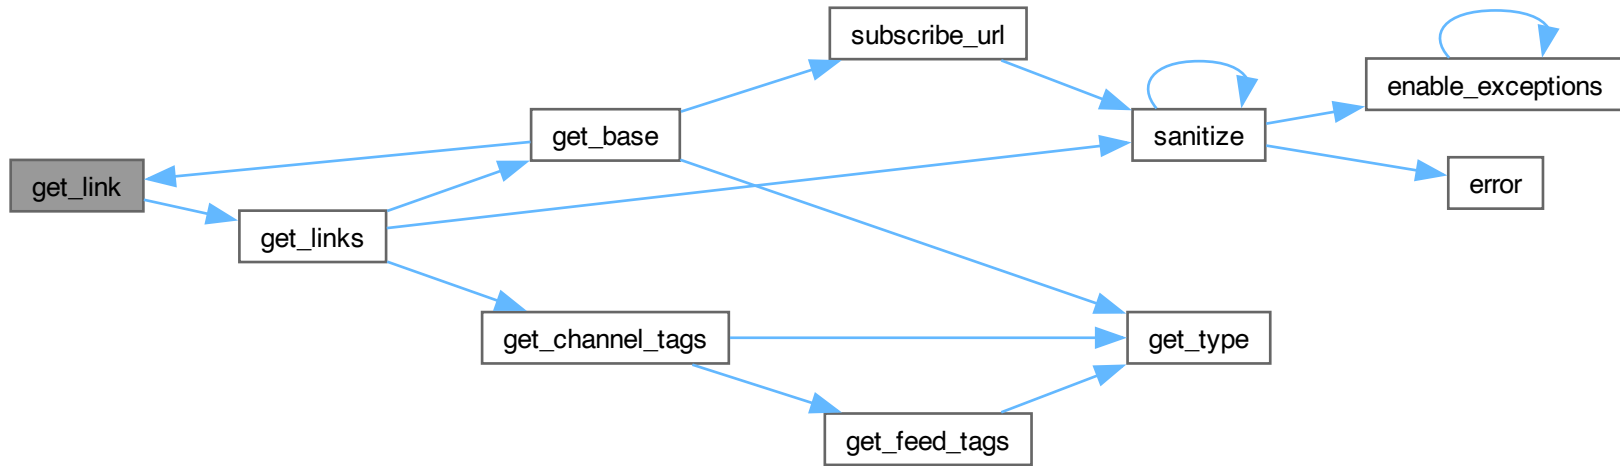 subscribe_url
enable_exceptions
get_base
sanitize
get_link
error
get_links
get_channel_tags
get_type
get_feed_tags